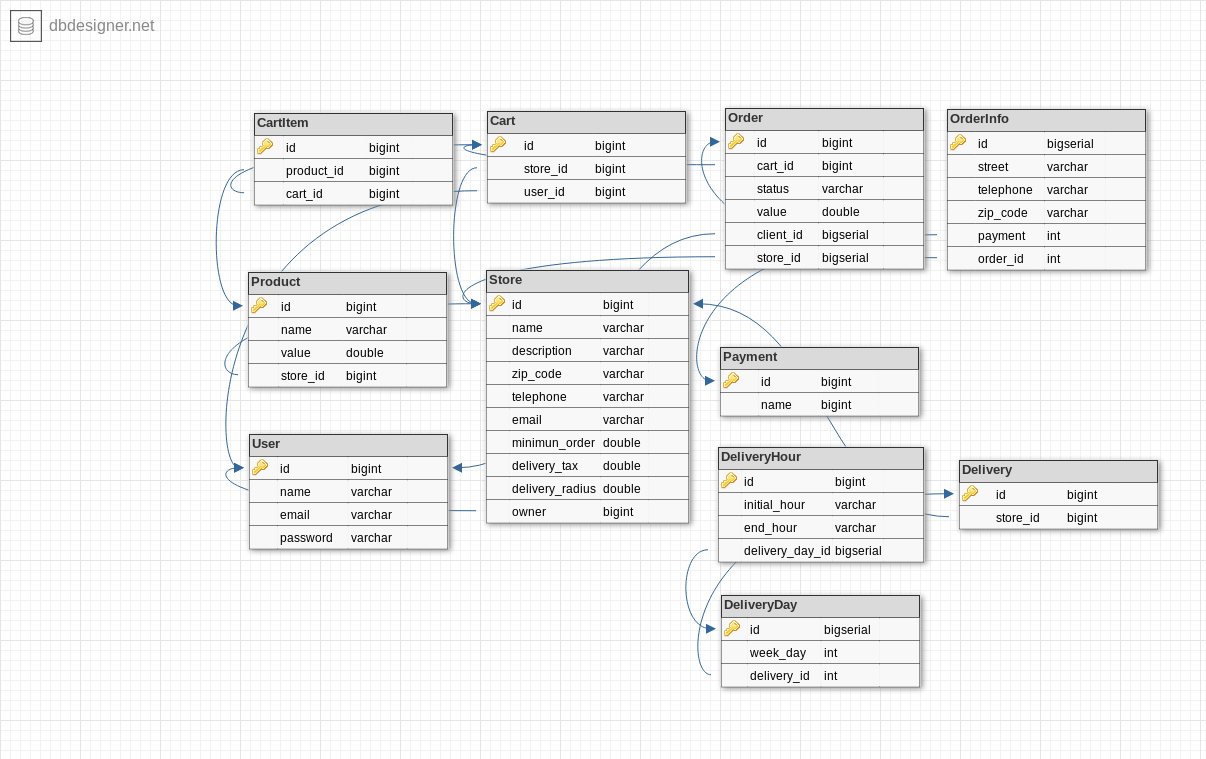 dbdesigner.net
CartItem
id bigint
product_id bigint
cart_id bigint
Cart
id bigint
store_id bigint
user_id bigint
Order
id bigint
cart_id bigint
status varchar
value double
client_id bigserial
store_id bigserial
OrderInfo
id bigserial
street varchar
telephone varchar
zip_code varchar
payment int
order_id int
Product
id bigint
name varchar
value double
store_id bigint
Store
id bigint
name varchar
description varchar
zip_code varchar
telephone varchar
email varchar
minimun_order double
delivery_tax double
delivery_radius double
owner bigint
Payment
id bigint
name bigint
User
id bigint
name varchar
email varchar
password varchar
DeliveryHour
id bigint
initial_hour varchar
end_hour varchar
delivery_day_id bigserial
Delivery
id bigint
store_id bigint
DeliveryDay
id bigserial
week_day int
delivery_id int